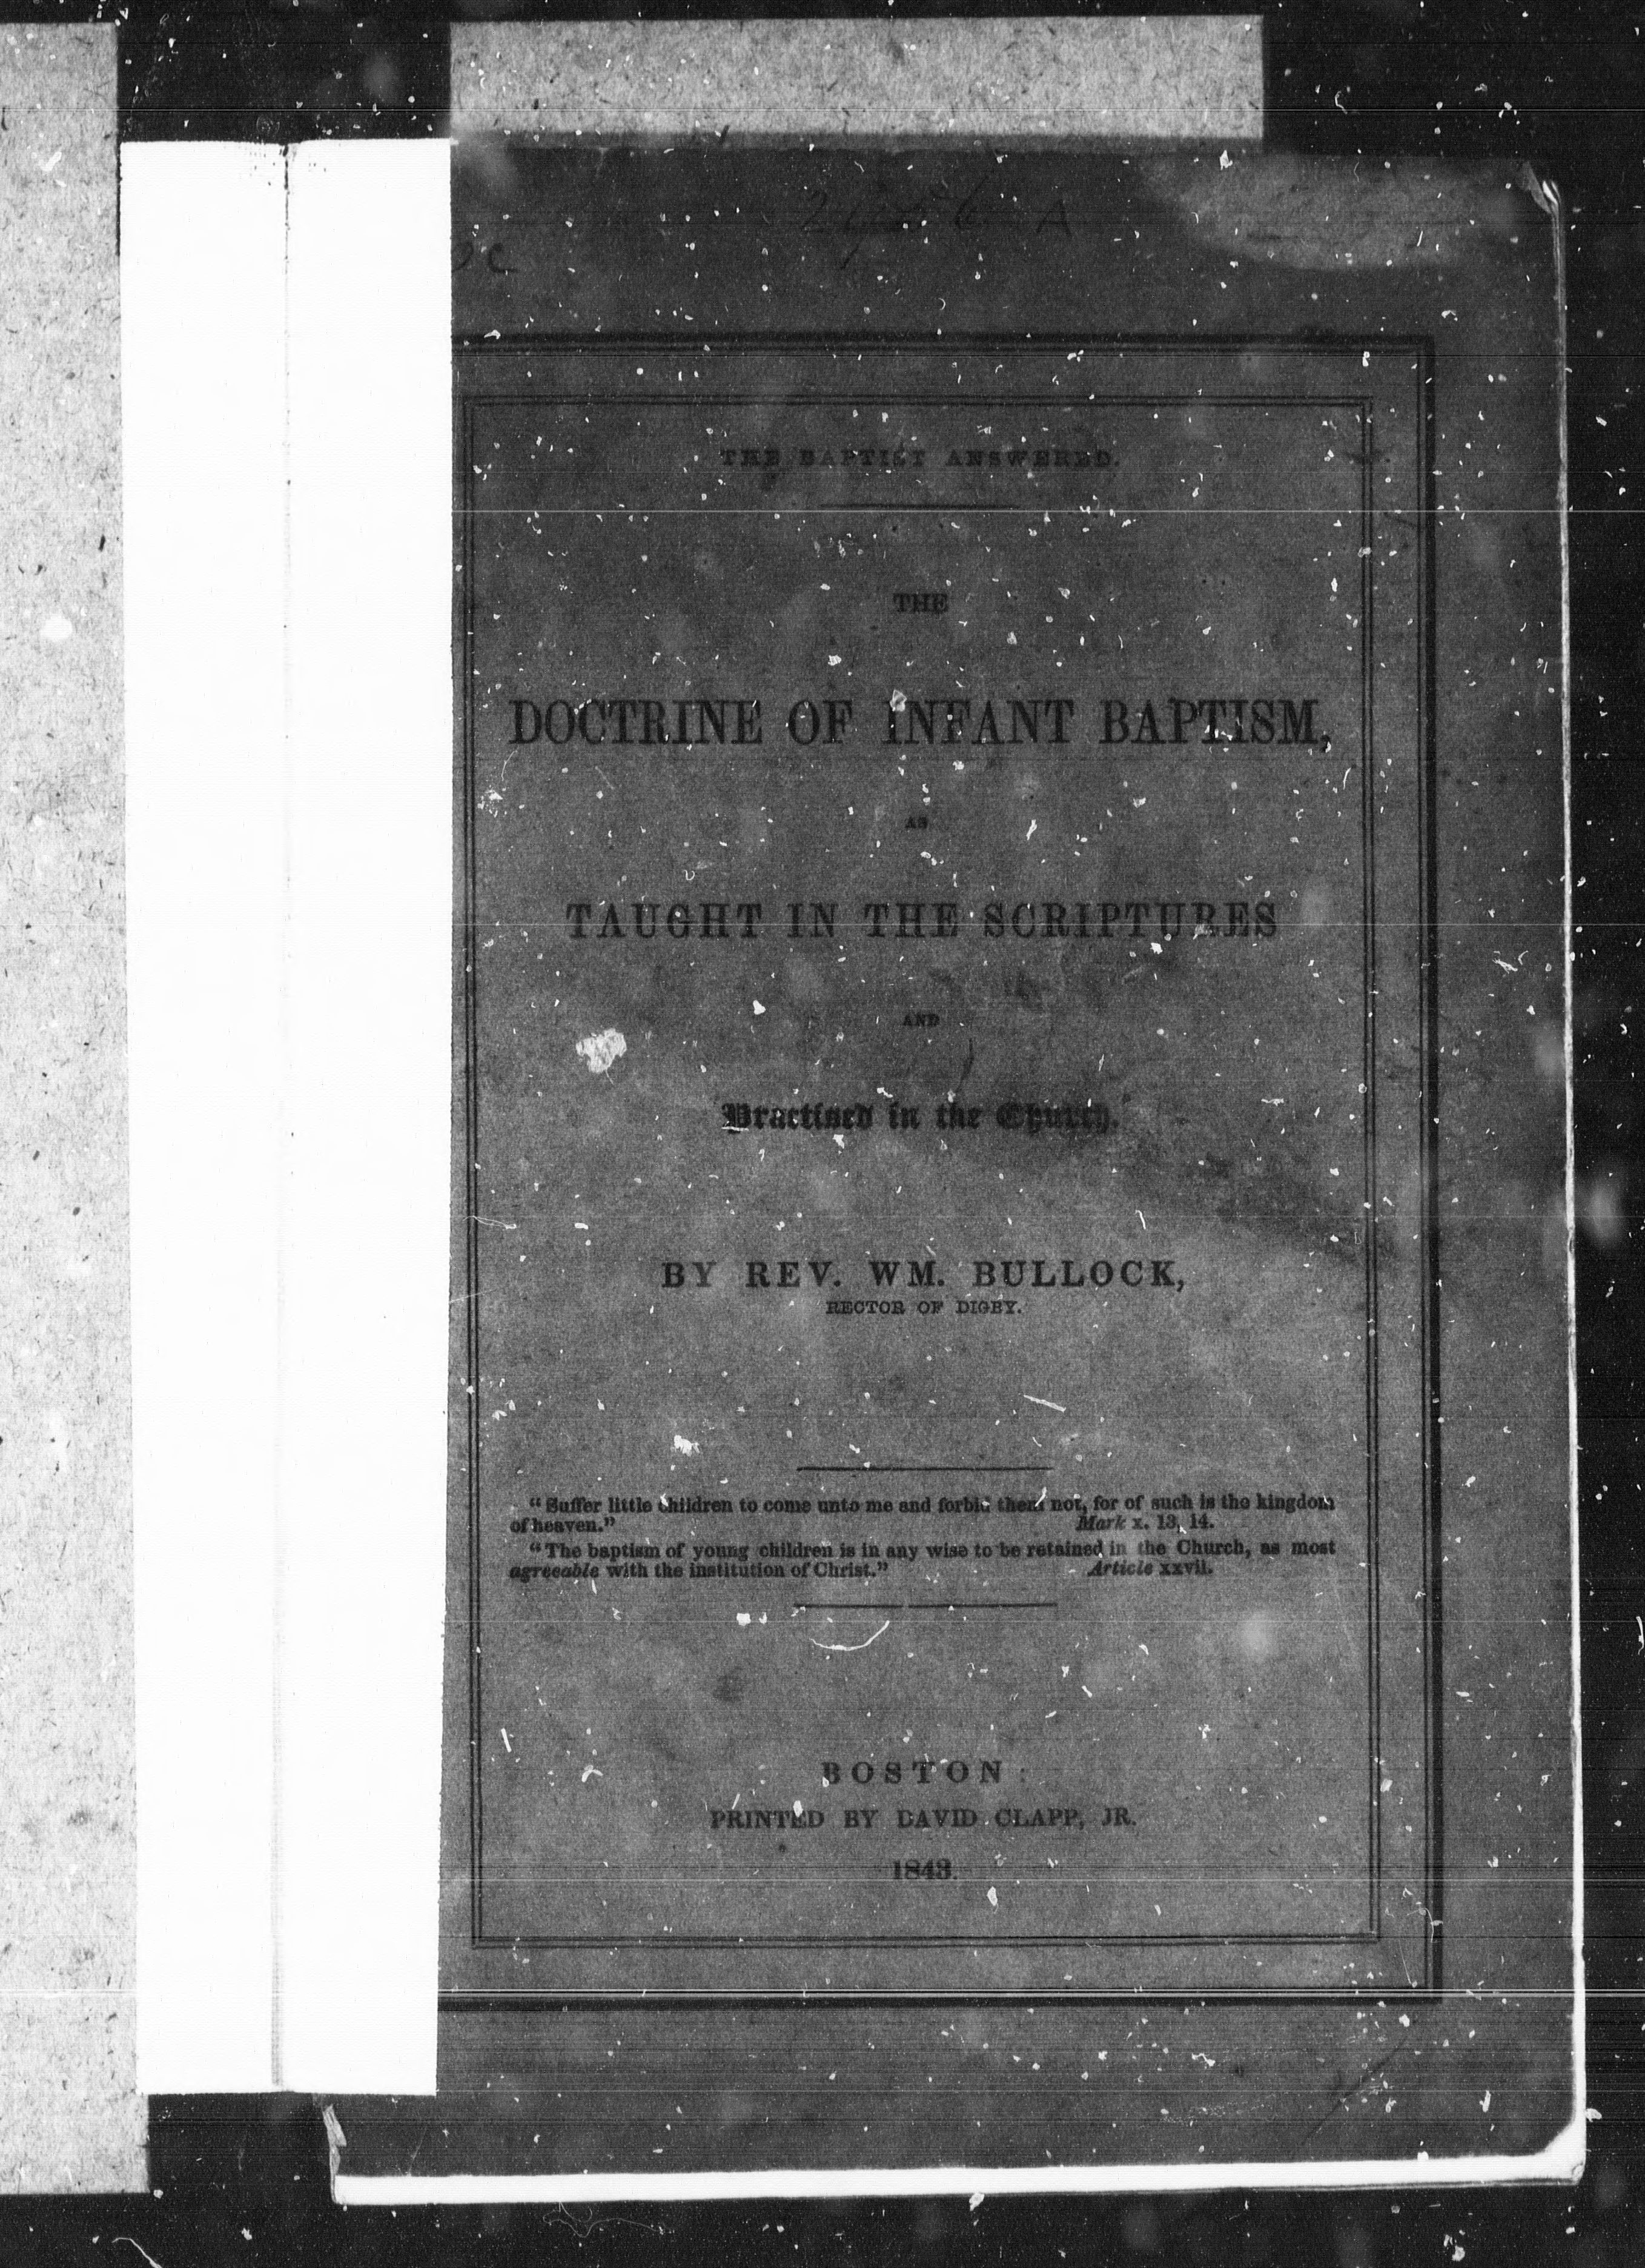 THE BAPTIST ANSWERED.
THE
DOCTRINE OF INFANT BAPTISM,
AS
TAUGHT IN THE SCRIPTURES
AND
Practised in the Church.
BY REV. WM. BULLOCK,
RECTOR OF DIGBY.
“Suffer little children to come unto me and forbid them not, for of such is the kingdom
of heaven.” Mark x. 13, 14.
“The baptism of young children is in any wise to be retained in the Church, as most
agreeable with the institution of Christ.” Article xxvii.
BOSTON:
PRINTED BY DAVID CLAPP, JR.
1843.